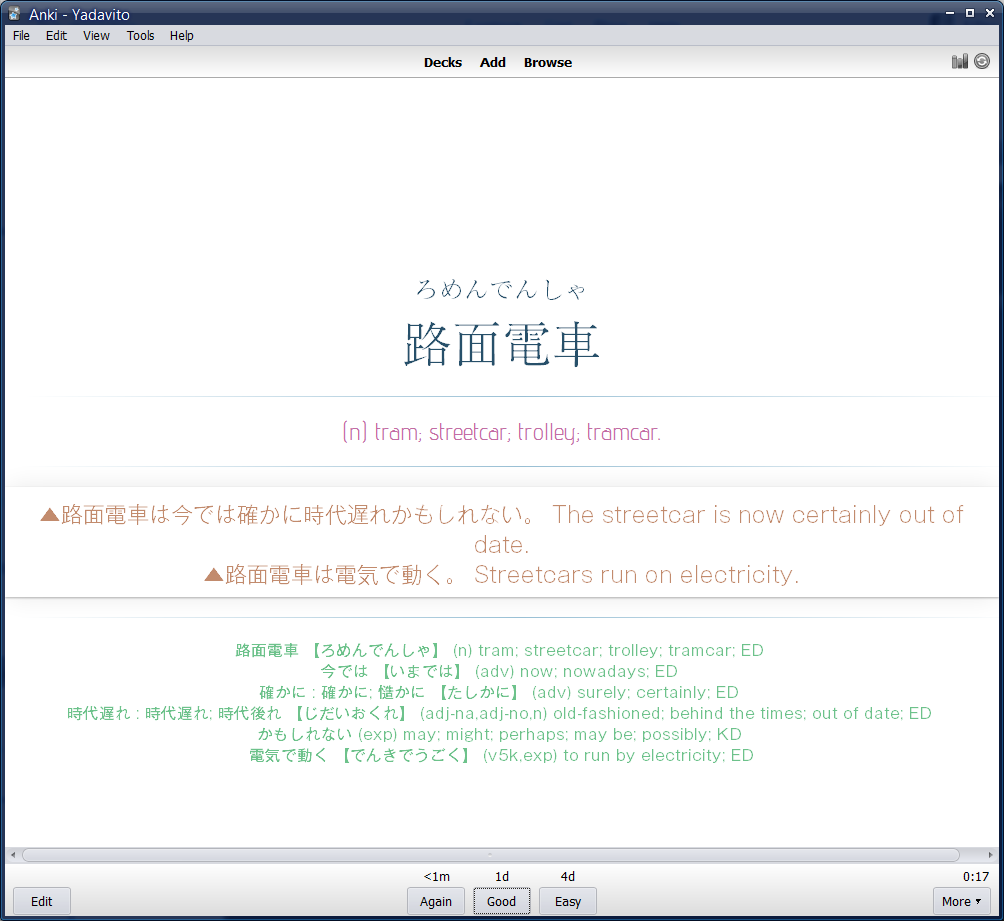 Anki - Yadavito
File Edit View Tools Help
Decks Add Browse
ろめんでんしゃ
路面電車
(n) tram; streetcar; trolley; tramcar.
▲路面電車は今では確かに時代遅れかもしれない。 The streetcar is now certainly out of
date.
▲路面電車は電気で動く。 Streetcars run on electricity.
路面電車 【ろめんでんしゃ】 (n) tram; streetcar; trolley; tramcar; ED
今では 【いまでは】 (adv) now; nowadays; ED
確かに : 確かに; 慥かに 【たしかに】 (adv) surely; certainly; ED
時代遅れ : 時代遅れ; 時代後れ 【じだいおくれ】 (adj-na,adj-no,n) old-fashioned; behind the times; out of date; ED
かもしれない (exp) may; might; perhaps; may be; possibly; KD
電気で動く 【でんきでうごく】 (v5k,exp) to run by electricity; ED
<1m 1d 4d 0:17
Edit Again Good Easy More ▾